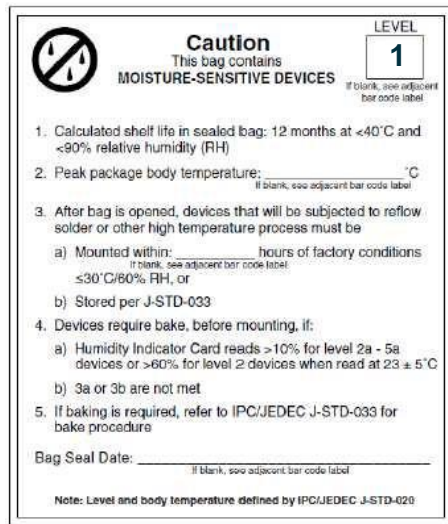 LEVEL
Caution
1
This bag contains
MOISTURE-SENSITIVE DEVICES
If blank, see adjacent
bar code label
1. Calculated shelf life in sealed bag: 12 months at <40°C and
<90% relative humidity (RH)
2. Peak package body temperature: ____________________ °C
If blank, see adjacent bar code label
3. After bag is opened, devices that will be subjected to reflow
solder or other high temperature process must be
a) Mounted within: ___________ hours of factory conditions
If blank, see adjacent bar code label
≤30°C/60% RH, or
b) Stored per J-STD-033
4. Devices require bake, before mounting, if:
a) Humidity Indicator Card reads >10% for level 2a - 5a
devices or >60% for level 2 devices when read at 23 ± 5°C
b) 3a or 3b are not met
5. If baking is required, refer to IPC/JEDEC J-STD-033 for
bake procedure
Bag Seal Date: ______________________________
If blank, see adjacent bar code label
Note: Level and body temperature defined by IPC/JEDEC J-STD-020